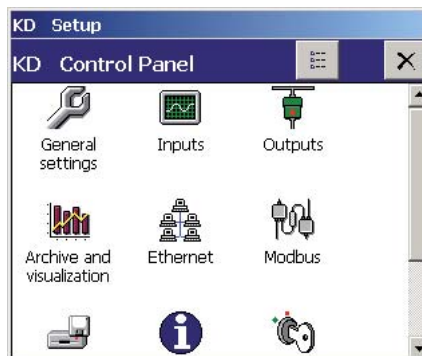 KD Setup
KD Control Panel
General settings
Inputs
Outputs
Archive and visualization
Ethernet
Modbus